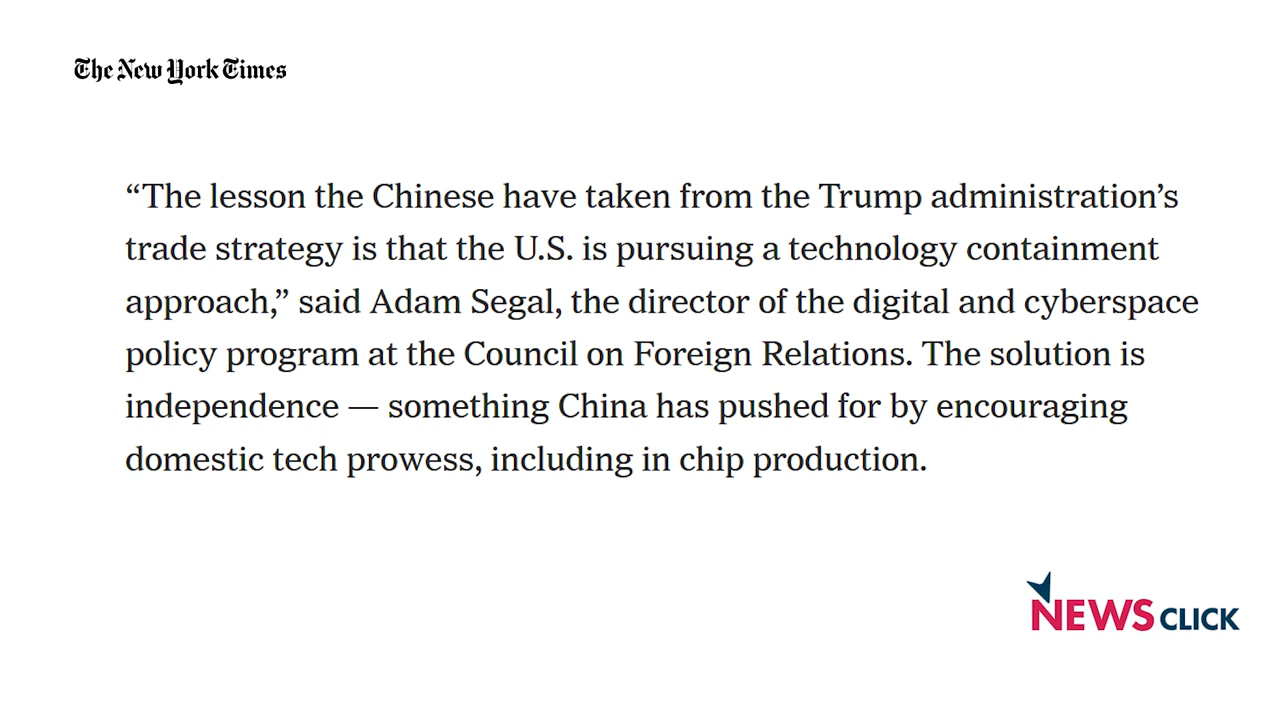 The New York Times
“The lesson the Chinese have taken from the Trump administration’s
trade strategy is that the U.S. is pursuing a technology containment
approach,” said Adam Segal, the director of the digital and cyberspace
policy program at the Council on Foreign Relations. The solution is
independence — something China has pushed for by encouraging
domestic tech prowess, including in chip production.
NEWS CLICK